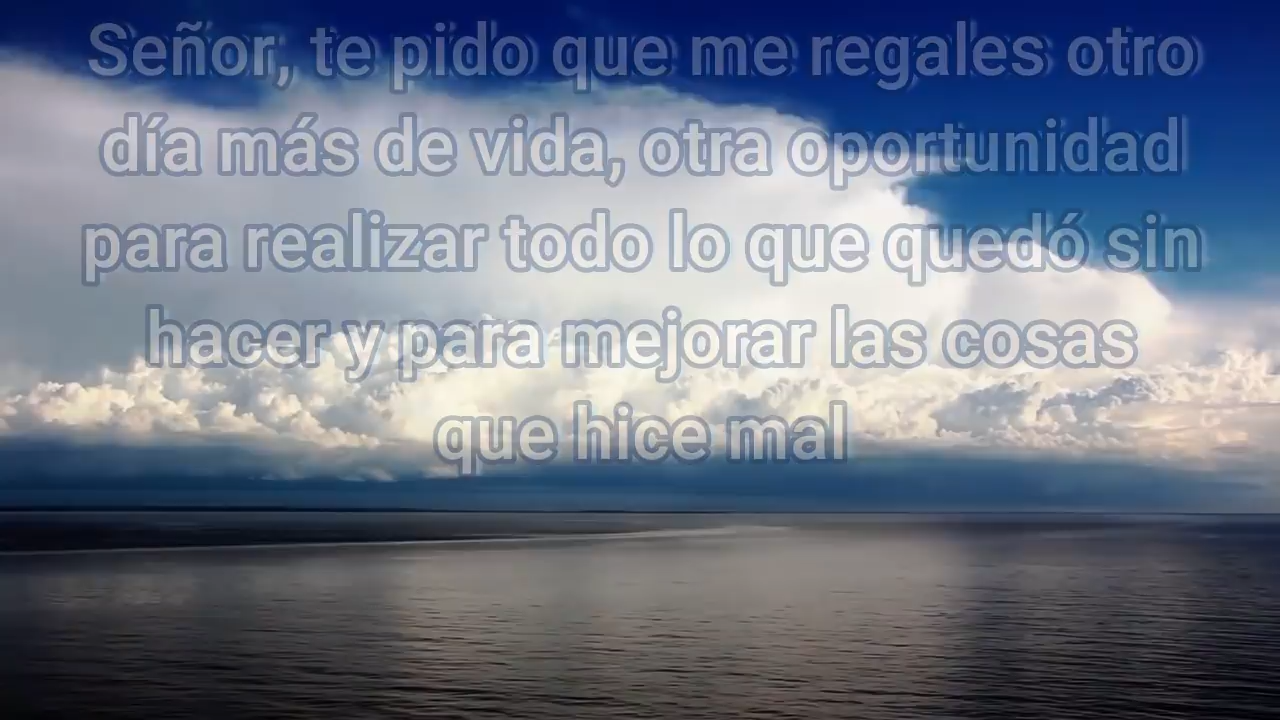 Señor, te pido que me regales otro
día más de vida, otra oportunidad
para realizar todo lo que quedó sin
hacer y para mejorar las cosas
que hice mal